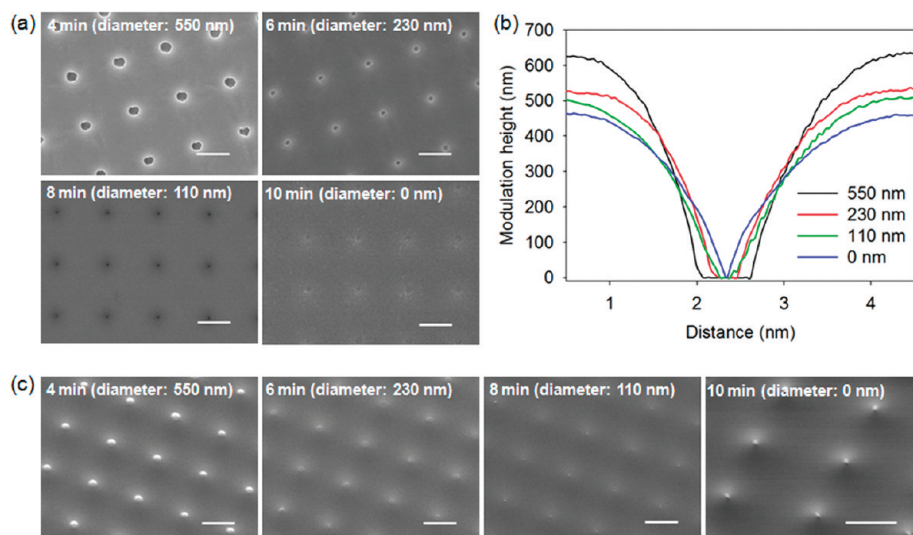 (a)
4 min (diameter: 550 nm)
6 min (diameter: 230 nm)
8 min (diameter: 110 nm)
10 min (diameter: 0 nm)
(b)
Modulation height (nm)
700
600
500
400
300
200
100
0
550 nm
230 nm
110 nm
0 nm
1
2
3
4
Distance (nm)
(c)
4 min (diameter: 550 nm)
6 min (diameter: 230 nm)
8 min (diameter: 110 nm)
10 min (diameter: 0 nm)